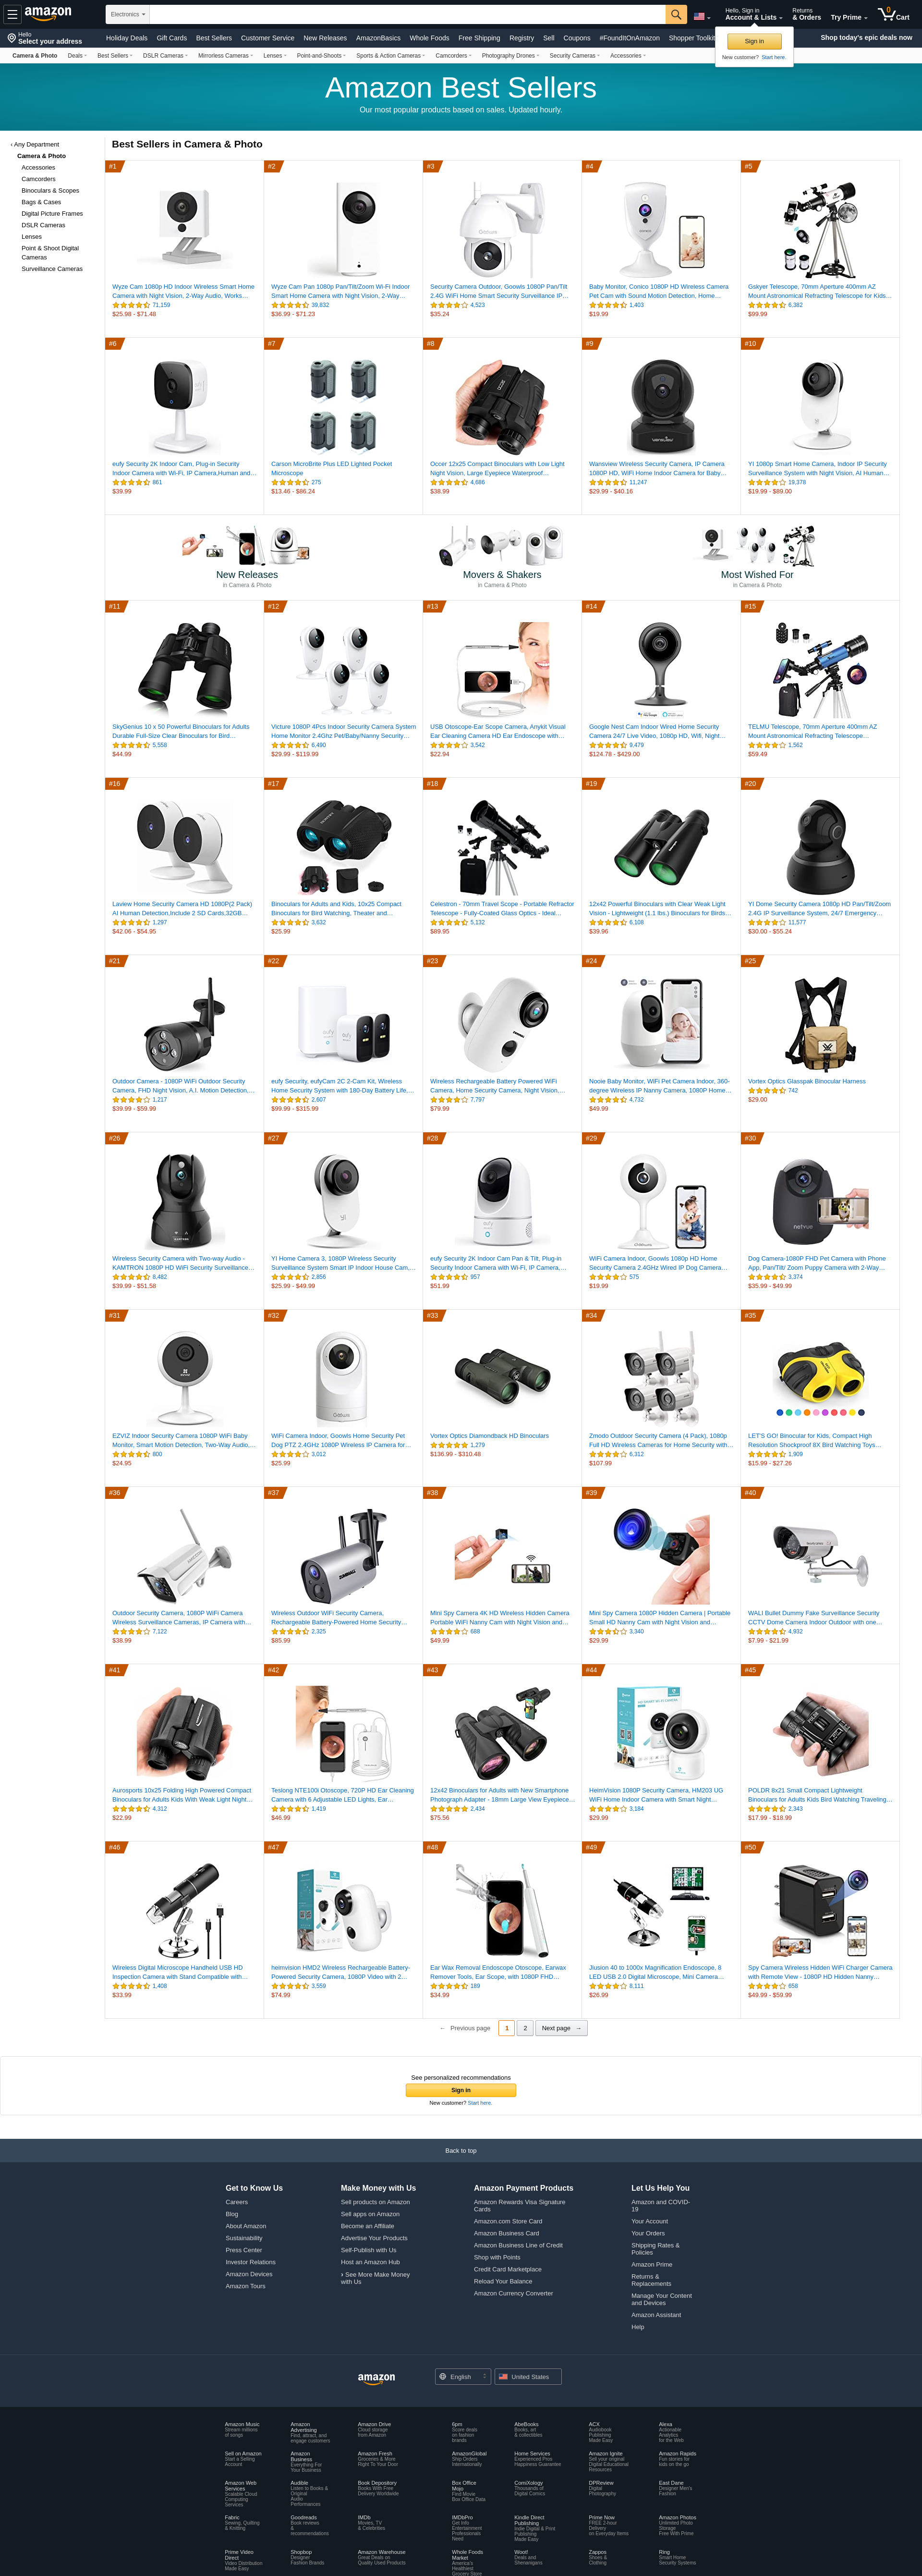 amazon
Electronics
Hello, Sign in
Account & Lists
Returns
& Orders
Try Prime
0
Cart
Hello
Select your address
Holiday Deals
Gift Cards
Best Sellers
Customer Service
New Releases
AmazonBasics
Whole Foods
Free Shipping
Registry
Sell
Coupons
#FoundItOnAmazon
Shopper Toolkit
Shop today's epic deals now
Sign in
New customer? Start here.
Camera & Photo
Deals
Best Sellers
DSLR Cameras
Mirrorless Cameras
Lenses
Point-and-Shoots
Sports & Action Cameras
Camcorders
Photography Drones
Security Cameras
Accessories
Amazon Best Sellers
Our most popular products based on sales. Updated hourly.
‹ Any Department
Camera & Photo
Accessories
Camcorders
Binoculars & Scopes
Bags & Cases
Digital Picture Frames
DSLR Cameras
Lenses
Point & Shoot Digital
Cameras
Surveillance Cameras
Best Sellers in Camera & Photo
#1
Wyze Cam 1080p HD Indoor Wireless Smart Home
Camera with Night Vision, 2-Way Audio, Works…
71,159
$25.98 - $71.48
#2
Wyze Cam Pan 1080p Pan/Tilt/Zoom Wi-Fi Indoor
Smart Home Camera with Night Vision, 2-Way…
39,832
$36.99 - $71.23
#3
Security Camera Outdoor, Goowls 1080P Pan/Tilt
2.4G WiFi Home Smart Security Surveillance IP…
4,523
$35.24
#4
Baby Monitor, Conico 1080P HD Wireless Camera
Pet Cam with Sound Motion Detection, Home…
1,403
$19.99
#5
Gskyer Telescope, 70mm Aperture 400mm AZ
Mount Astronomical Refracting Telescope for Kids…
6,382
$99.99
#6
eufy Security 2K Indoor Cam, Plug-in Security
Indoor Camera with Wi-Fi, IP Camera,Human and…
861
$39.99
#7
Carson MicroBrite Plus LED Lighted Pocket
Microscope
275
$13.46 - $86.24
#8
Occer 12x25 Compact Binoculars with Low Light
Night Vision, Large Eyepiece Waterproof…
4,686
$38.99
#9
Wansview Wireless Security Camera, IP Camera
1080P HD, WiFi Home Indoor Camera for Baby…
11,247
$29.99 - $40.16
#10
YI 1080p Smart Home Camera, Indoor IP Security
Surveillance System with Night Vision, AI Human…
19,378
$19.99 - $89.00
New Releases
in Camera & Photo
Movers & Shakers
in Camera & Photo
Most Wished For
in Camera & Photo
#11
SkyGenius 10 x 50 Powerful Binoculars for Adults
Durable Full-Size Clear Binoculars for Bird…
5,558
$44.99
#12
Victure 1080P 4Pcs Indoor Security Camera System
Home Monitor 2.4Ghz Pet/Baby/Nanny Security…
6,490
$29.99 - $119.99
#13
USB Otoscope-Ear Scope Camera, Anykit Visual
Ear Cleaning Camera HD Ear Endoscope with…
3,542
$22.94
#14
Google Nest Cam Indoor Wired Home Security
Camera 24/7 Live Video, 1080p HD, Wifi, Night…
9,479
$124.78 - $429.00
#15
TELMU Telescope, 70mm Aperture 400mm AZ
Mount Astronomical Refracting Telescope…
1,562
$59.49
#16
Laview Home Security Camera HD 1080P(2 Pack)
AI Human Detection,Include 2 SD Cards,32GB…
1,297
$42.06 - $54.95
#17
Binoculars for Adults and Kids, 10x25 Compact
Binoculars for Bird Watching, Theater and…
3,632
$25.99
#18
Celestron - 70mm Travel Scope - Portable Refractor
Telescope - Fully-Coated Glass Optics - Ideal…
5,132
$89.95
#19
12x42 Powerful Binoculars with Clear Weak Light
Vision - Lightweight (1.1 lbs.) Binoculars for Birds…
6,108
$39.96
#20
YI Dome Security Camera 1080p HD Pan/Tilt/Zoom
2.4G IP Surveillance System, 24/7 Emergency…
11,577
$30.00 - $55.24
#21
Outdoor Camera - 1080P WiFi Outdoor Security
Camera, FHD Night Vision, A.I. Motion Detection,…
1,217
$39.99 - $59.99
#22
eufy Security, eufyCam 2C 2-Cam Kit, Wireless
Home Security System with 180-Day Battery Life,…
2,607
$99.99 - $315.99
#23
Wireless Rechargeable Battery Powered WiFi
Camera, Home Security Camera, Night Vision,…
7,797
$79.99
#24
Nooie Baby Monitor, WiFi Pet Camera Indoor, 360-
degree Wireless IP Nanny Camera, 1080P Home…
4,732
$49.99
#25
Vortex Optics Glasspak Binocular Harness
742
$29.00
#26
Wireless Security Camera with Two-way Audio -
KAMTRON 1080P HD WiFi Security Surveillance…
8,482
$39.99 - $51.58
#27
YI Home Camera 3, 1080P Wireless Security
Surveillance System Smart IP Indoor House Cam,…
2,856
$25.99 - $49.99
#28
eufy Security 2K Indoor Cam Pan & Tilt, Plug-in
Security Indoor Camera with Wi-Fi, IP Camera,…
957
$51.99
#29
WiFi Camera Indoor, Goowls 1080p HD Home
Security Camera 2.4GHz Wired IP Dog Camera…
575
$19.99
#30
Dog Camera-1080P FHD Pet Camera with Phone
App, Pan/Tilt/ Zoom Puppy Camera with 2-Way…
3,374
$35.99 - $49.99
#31
EZVIZ Indoor Security Camera 1080P WiFi Baby
Monitor, Smart Motion Detection, Two-Way Audio,…
800
$24.95
#32
WiFi Camera Indoor, Goowls Home Security Pet
Dog PTZ 2.4GHz 1080P Wireless IP Camera for…
3,012
$25.99
#33
Vortex Optics Diamondback HD Binoculars
1,279
$136.99 - $310.48
#34
Zmodo Outdoor Security Camera (4 Pack), 1080p
Full HD Wireless Cameras for Home Security with…
6,312
$107.99
#35
LET'S GO! Binocular for Kids, Compact High
Resolution Shockproof 8X Bird Watching Toys…
1,909
$15.99 - $27.26
#36
Outdoor Security Camera, 1080P WiFi Camera
Wireless Surveillance Cameras, IP Camera with…
7,122
$38.99
#37
Wireless Outdoor WiFi Security Camera,
Rechargeable Battery-Powered Home Security…
2,325
$85.99
#38
Mini Spy Camera 4K HD Wireless Hidden Camera
Portable WiFi Nanny Cam with Night Vision and…
688
$49.99
#39
Mini Spy Camera 1080P Hidden Camera | Portable
Small HD Nanny Cam with Night Vision and…
3,340
$29.99
#40
WALI Bullet Dummy Fake Surveillance Security
CCTV Dome Camera Indoor Outdoor with one…
4,932
$7.99 - $21.99
#41
Aurosports 10x25 Folding High Powered Compact
Binoculars for Adults Kids With Weak Light Night…
4,312
$22.99
#42
Teslong NTE100i Otoscope, 720P HD Ear Cleaning
Camera with 6 Adjustable LED Lights, Ear…
1,419
$46.99
#43
12x42 Binoculars for Adults with New Smartphone
Photograph Adapter - 18mm Large View Eyepiece…
2,434
$75.56
#44
HeimVision 1080P Security Camera, HM203 UG
WiFi Home Indoor Camera with Smart Night…
3,184
$29.99
#45
POLDR 8x21 Small Compact Lightweight
Binoculars for Adults Kids Bird Watching Traveling…
2,343
$17.99 - $18.99
#46
Wireless Digital Microscope Handheld USB HD
Inspection Camera with Stand Compatible with…
1,408
$33.99
#47
heimvision HMD2 Wireless Rechargeable Battery-
Powered Security Camera, 1080P Video with 2…
3,559
$74.99
#48
Ear Wax Removal Endoscope Otoscope, Earwax
Remover Tools, Ear Scope, with 1080P FHD…
189
$34.99
#49
Jiusion 40 to 1000x Magnification Endoscope, 8
LED USB 2.0 Digital Microscope, Mini Camera…
8,111
$26.99
#50
Spy Camera Wireless Hidden WiFi Charger Camera
with Remote View - 1080P HD Hidden Nanny…
658
$49.99 - $59.99
← Previous page
1
2
Next page →
See personalized recommendations
Sign in
New customer? Start here.
Back to top
Get to Know Us
Careers
Blog
About Amazon
Sustainability
Press Center
Investor Relations
Amazon Devices
Amazon Tours
Make Money with Us
Sell products on Amazon
Sell apps on Amazon
Become an Affiliate
Advertise Your Products
Self-Publish with Us
Host an Amazon Hub
› See More Make Money
with Us
Amazon Payment Products
Amazon Rewards Visa Signature
Cards
Amazon.com Store Card
Amazon Business Card
Amazon Business Line of Credit
Shop with Points
Credit Card Marketplace
Reload Your Balance
Amazon Currency Converter
Let Us Help You
Amazon and COVID-
19
Your Account
Your Orders
Shipping Rates &
Policies
Amazon Prime
Returns &
Replacements
Manage Your Content
and Devices
Amazon Assistant
Help
amazon
English
United States
Amazon Music
Stream millions
of songs
Amazon
Advertising
Find, attract, and
engage customers
Amazon Drive
Cloud storage
from Amazon
6pm
Score deals
on fashion
brands
AbeBooks
Books, art
& collectibles
ACX
Audiobook
Publishing
Made Easy
Alexa
Actionable
Analytics
for the Web
Sell on Amazon
Start a Selling
Account
Amazon
Business
Everything For
Your Business
Amazon Fresh
Groceries & More
Right To Your Door
AmazonGlobal
Ship Orders
Internationally
Home Services
Experienced Pros
Happiness Guarantee
Amazon Ignite
Sell your original
Digital Educational
Resources
Amazon Rapids
Fun stories for
kids on the go
Amazon Web
Services
Scalable Cloud
Computing
Services
Audible
Listen to Books &
Original
Audio
Performances
Book Depository
Books With Free
Delivery Worldwide
Box Office
Mojo
Find Movie
Box Office Data
ComiXology
Thousands of
Digital Comics
DPReview
Digital
Photography
East Dane
Designer Men's
Fashion
Fabric
Sewing, Quilting
& Knitting
Goodreads
Book reviews
&
recommendations
IMDb
Movies, TV
& Celebrities
IMDbPro
Get Info
Entertainment
Professionals
Need
Kindle Direct
Publishing
Indie Digital & Print
Publishing
Made Easy
Prime Now
FREE 2-hour
Delivery
on Everyday Items
Amazon Photos
Unlimited Photo
Storage
Free With Prime
Prime Video
Direct
Video Distribution
Made Easy
Shopbop
Designer
Fashion Brands
Amazon Warehouse
Great Deals on
Quality Used Products
Whole Foods
Market
America's
Healthiest
Grocery Store
Woot!
Deals and
Shenanigans
Zappos
Shoes &
Clothing
Ring
Smart Home
Security Systems